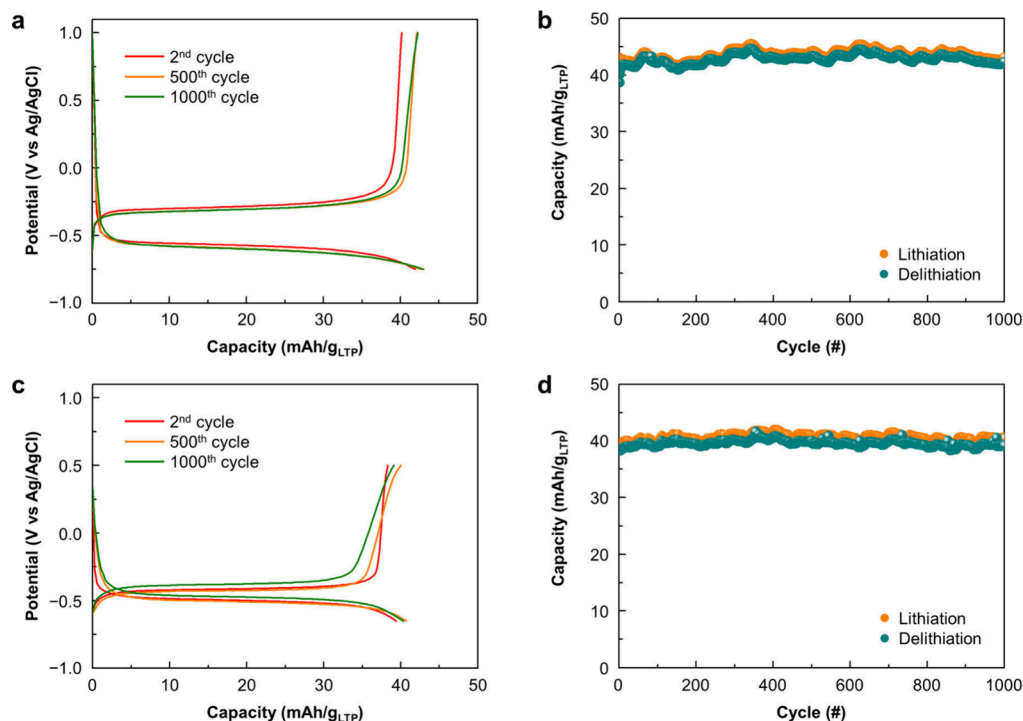 a
Potential (V vs Ag/AgCl)
1.0
0.5
0.0
−0.5
−1.0
2nd cycle
500th cycle
1000th cycle
0 10 20 30 40 50
Capacity (mAh/gLTP)
b
Capacity (mAh/gLTP)
50
40
30
20
10
0
Lithiation
Delithiation
0 200 400 600 800 1000
Cycle (#)
c
Potential (V vs Ag/AgCl)
1.0
0.5
0.0
−0.5
−1.0
2nd cycle
500th cycle
1000th cycle
0 10 20 30 40 50
Capacity (mAh/gLTP)
d
Capacity (mAh/gLTP)
50
40
30
20
10
0
Lithiation
Delithiation
0 200 400 600 800 1000
Cycle (#)